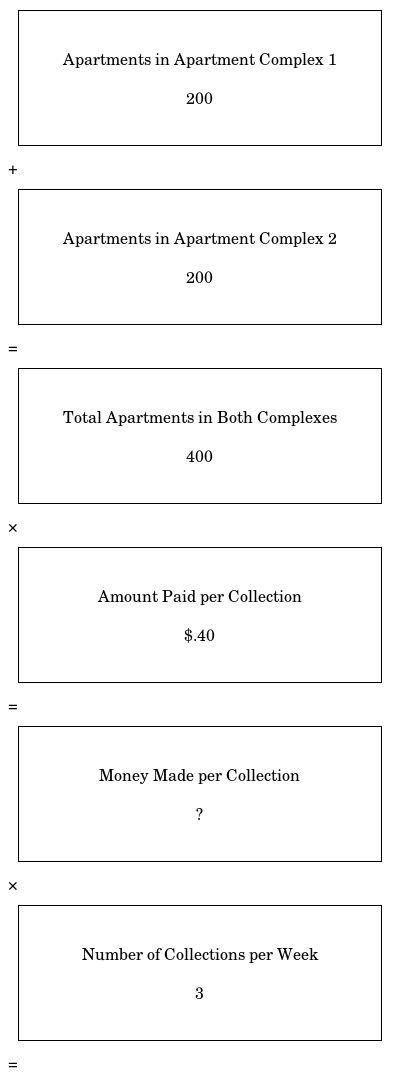 Apartments in Apartment Complex 1
200
+
Apartments in Apartment Complex 2
200
=
Total Apartments in Both Complexes
400
×
Amount Paid per Collection
$.40
=
Money Made per Collection
?
×
Number of Collections per Week
3
=